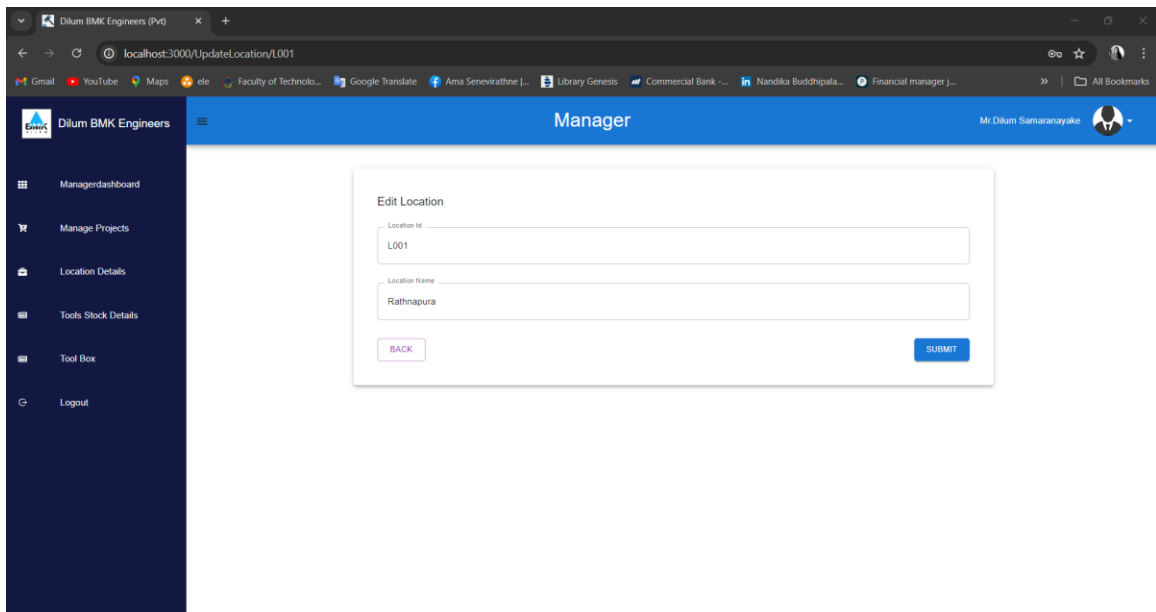 Dilum BMK Engineers (Pvt)
localhost:3000/UpdateLocation/L001
Gmail YouTube Maps ele Faculty of Technolo... Google Translate Ama Senevirathne |... Library Genesis Commercial Bank -... Nandika Buddhipala... Financial manager j... » All Bookmarks
BMK
Dilum BMK Engineers
Manager
Mr Dilum Samaranayake
Managerdashboard
Manage Projects
Location Details
Tools Stock Details
Tool Box
Logout
Edit Location
Location Id
L001
Location Name
Rathnapura
BACK
SUBMIT